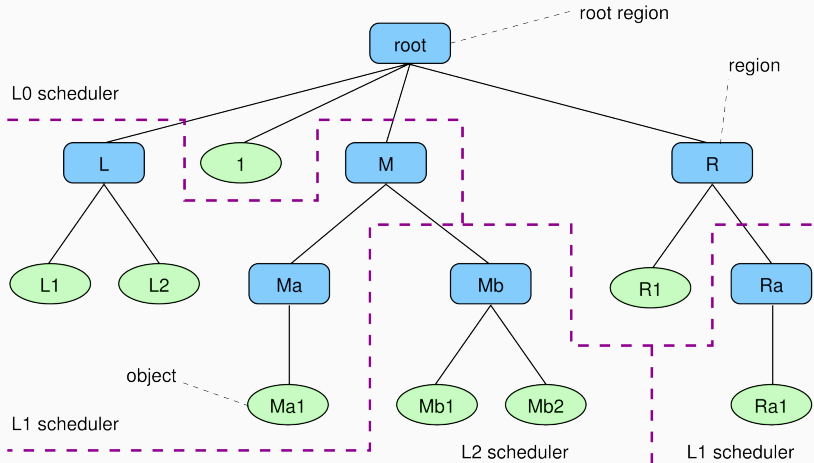 root region
root
region
L0 scheduler
L
1
M
R
L1
L2
Ma
Mb
R1
Ra
object
Ma1
Mb1
Mb2
Ra1
L1 scheduler
L2 scheduler
L1 scheduler